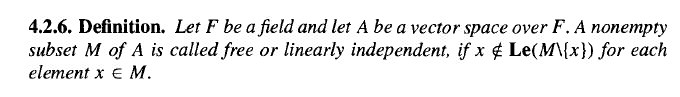 4.2.6. Definition. Let F be a field and let A be a vector space over F. A nonempty
subset M of A is called free or linearly independent, if x ∉ Le(M\{x}) for each
element x ∈ M.